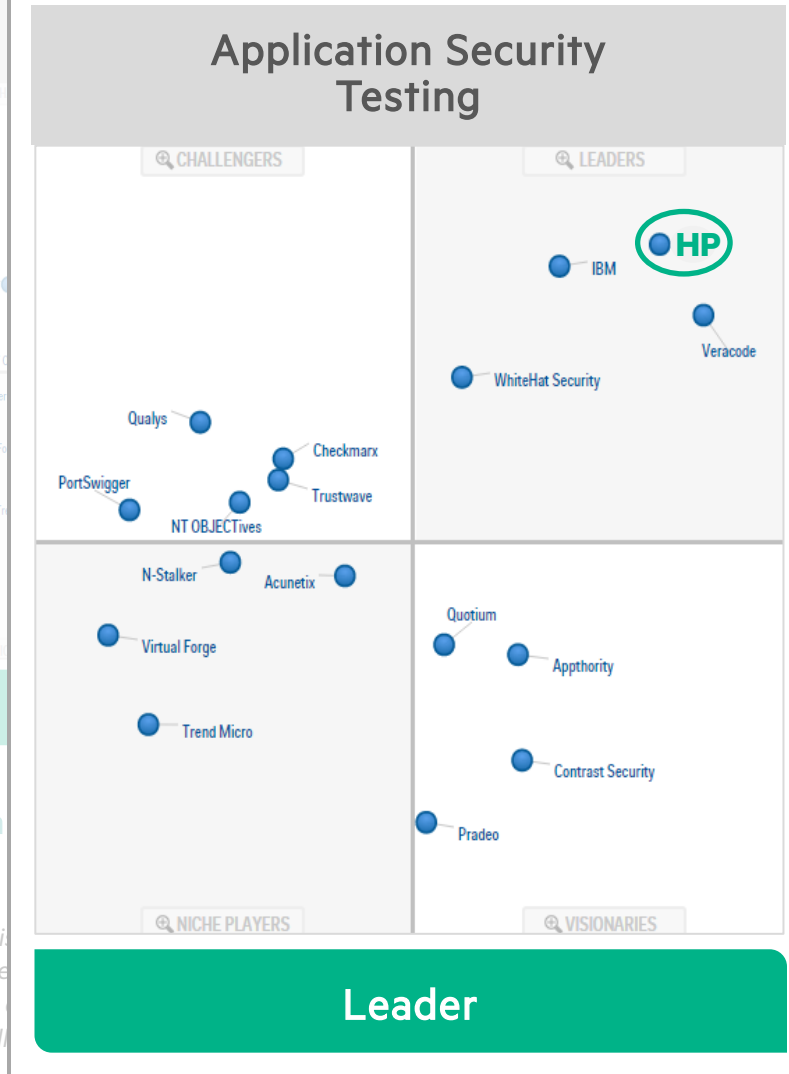 Application Security
Testing
CHALLENGERS
LEADERS
HP
IBM
Veracode
WhiteHat Security
Qualys
Checkmarx
PortSwigger
Trustwave
NT OBJECTives
N-Stalker
Acunetix
Quotium
Virtual Forge
Appthority
Trend Micro
Contrast Security
Pradeo
NICHE PLAYERS
VISIONARIES
Leader